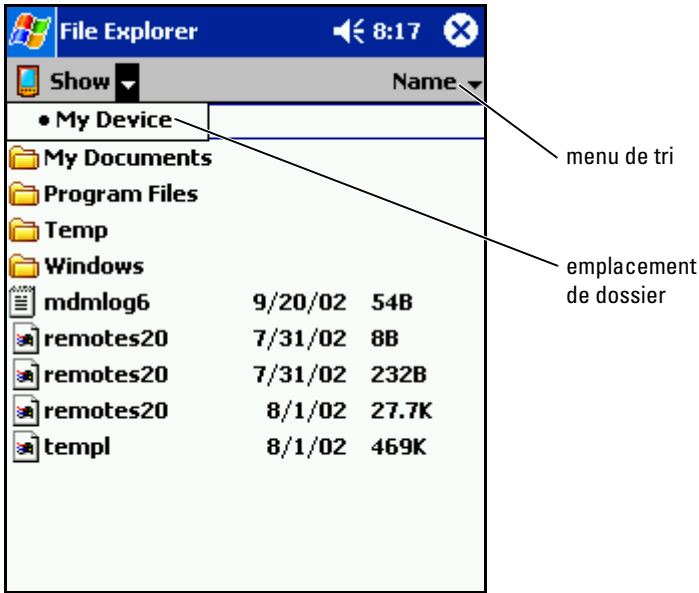 File Explorer 8:17
Show Name
• My Device
My Documents
menu de tri
Program Files
Temp
Windows
emplacement
de dossier
mdmlog6 9/20/02 54B
remotes20 7/31/02 8B
remotes20 7/31/02 232B
remotes20 8/1/02 27.7K
templ 8/1/02 469K